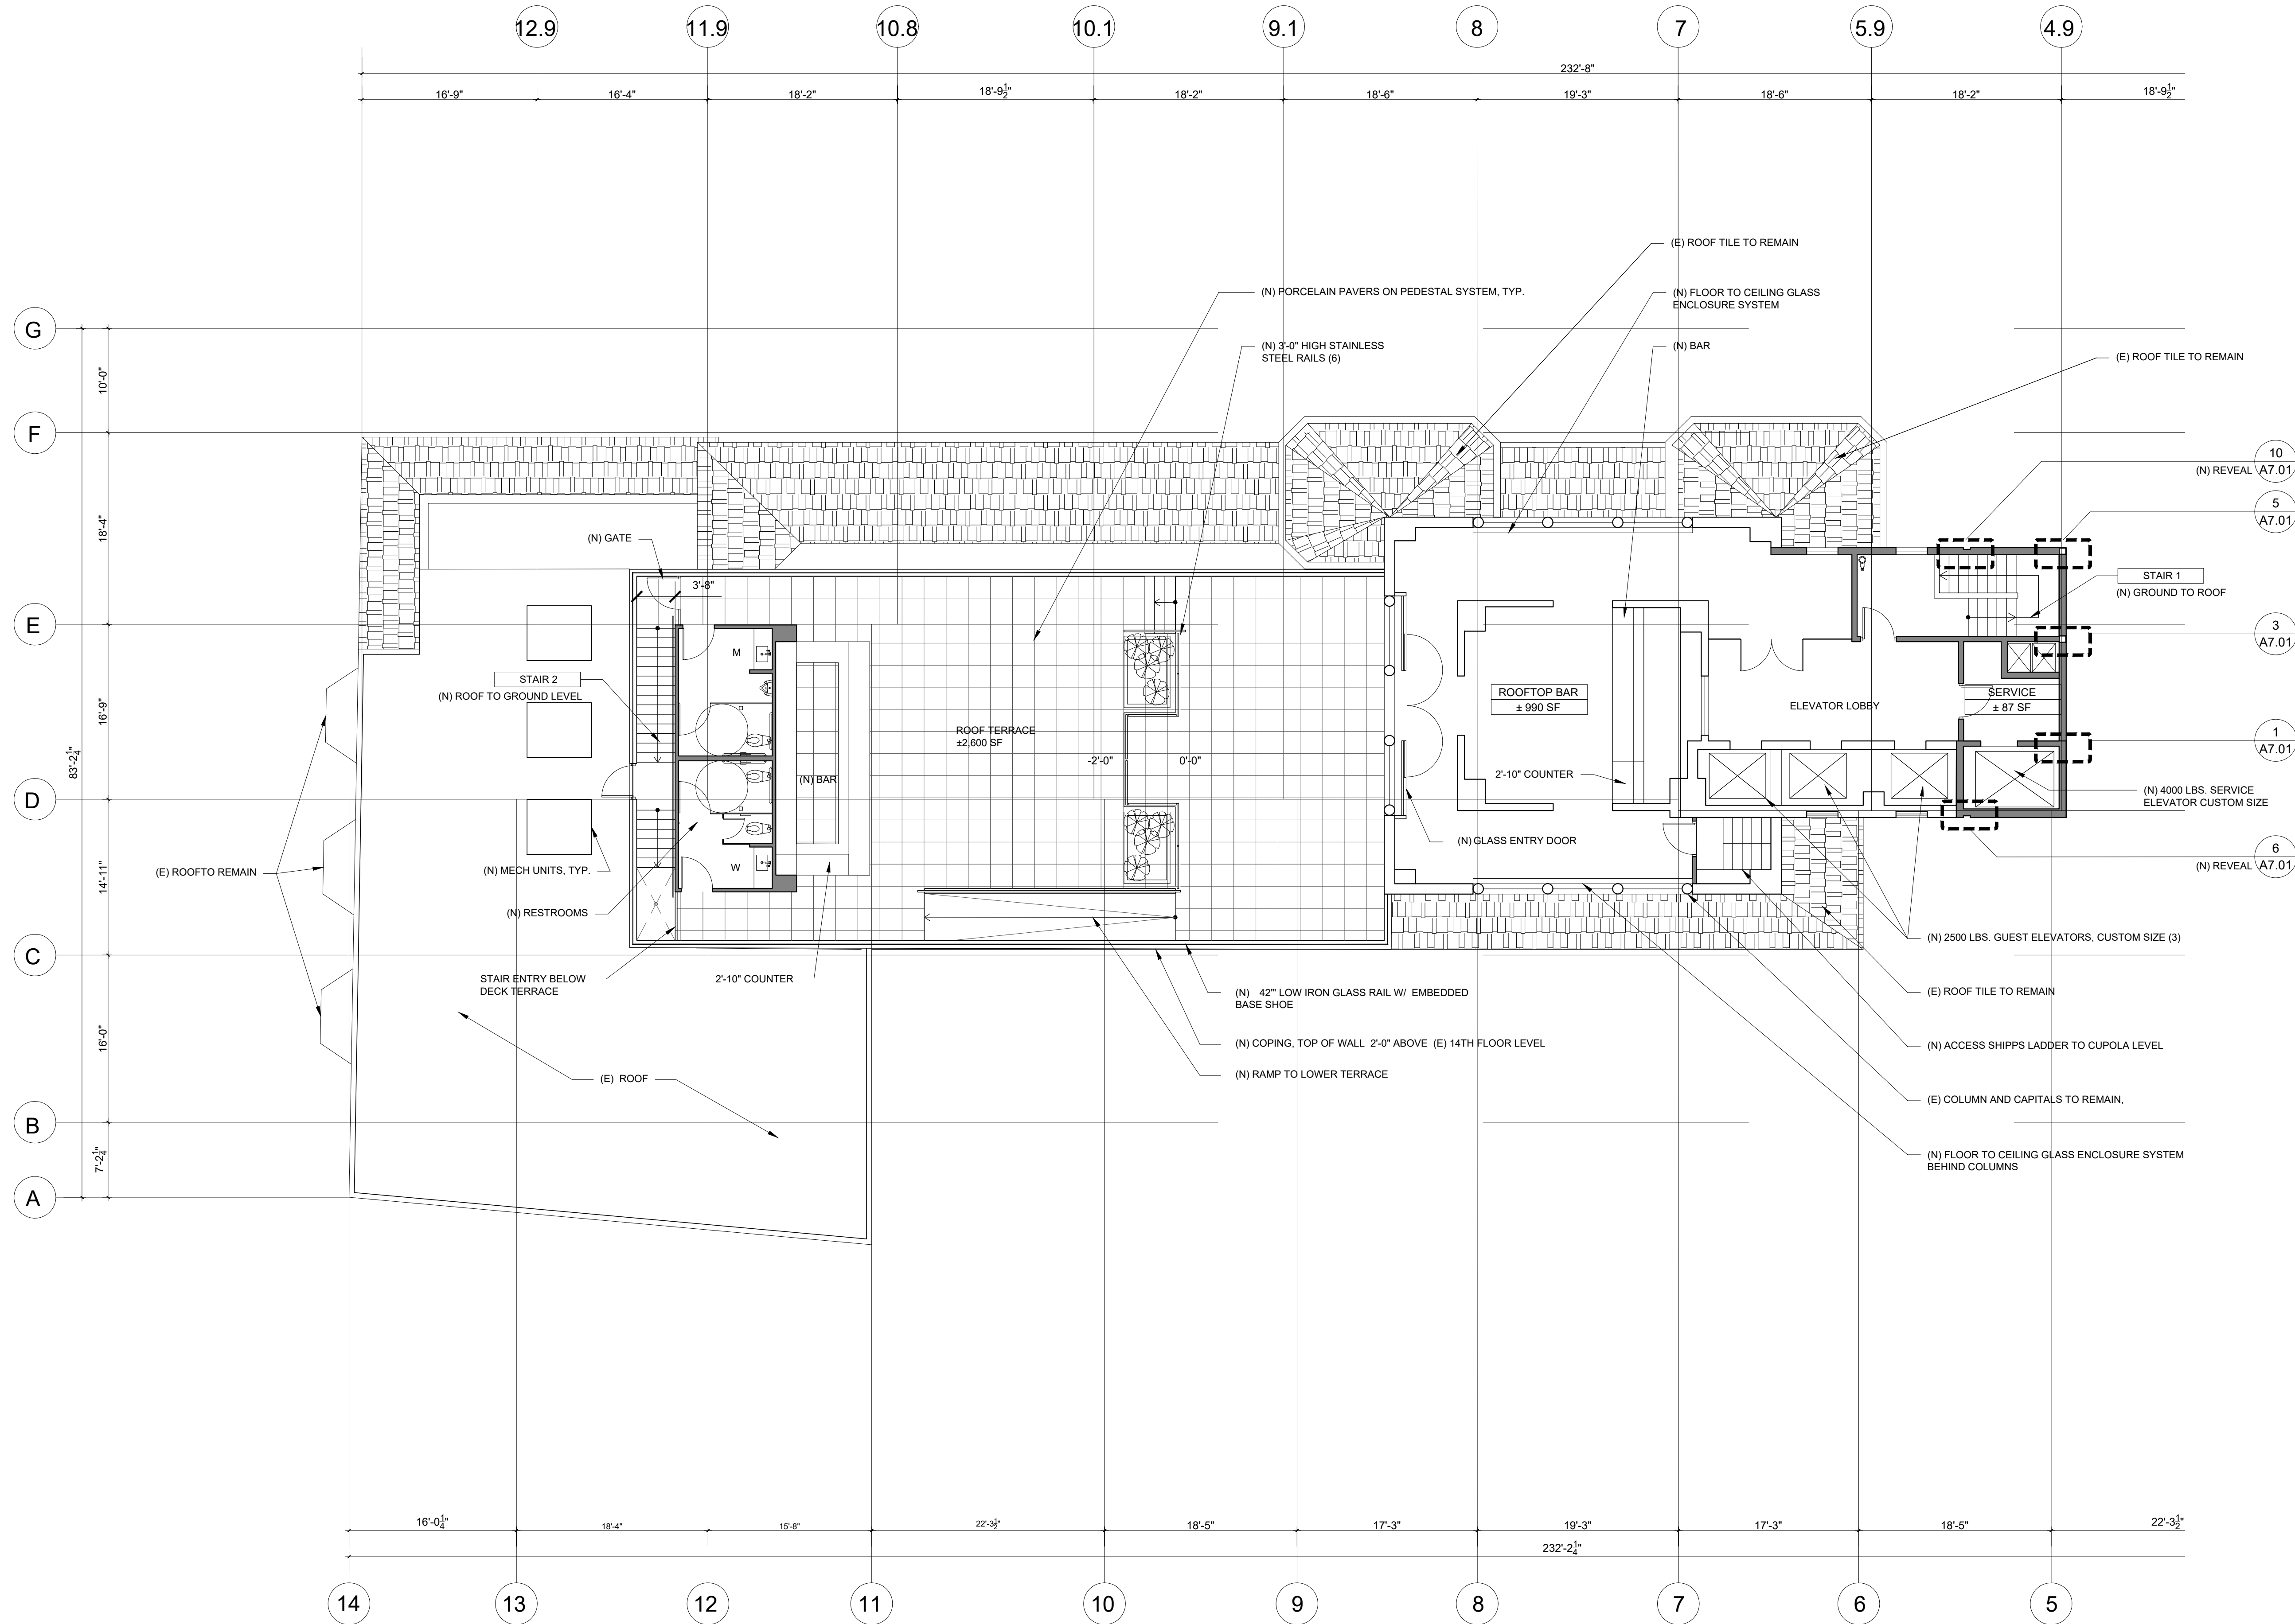 12.9
11.9
10.8
10.1
9.1
8
7
5.9
4.9
232'-8"
16'-9"
16'-4"
18'-2"
18'-9½"
18'-2"
18'-6"
19'-3"
18'-6"
18'-2"
18'-9½"
(E) ROOF TILE TO REMAIN
(N) PORCELAIN PAVERS ON PEDESTAL SYSTEM, TYP.
(N) FLOOR TO CEILING GLASS
ENCLOSURE SYSTEM
G
(N) 3'-0" HIGH STAINLESS
STEEL RAILS (6)
(N) BAR
(E) ROOF TILE TO REMAIN
10'-0"
F
10
(N) REVEAL
A7.01
5
A7.01
18'-4"
(N) GATE
3'-8"
STAIR 1
(N) GROUND TO ROOF
E
3
A7.01
M
STAIR 2
(N) ROOF TO GROUND LEVEL
ROOFTOP BAR
± 990 SF
SERVICE
± 87 SF
ELEVATOR LOBBY
16'-9"
ROOF TERRACE
±2,600 SF
83'-2¼"
-2'-0"
0'-0"
1
A7.01
(N) BAR
2'-10" COUNTER
D
(N) 4000 LBS. SERVICE
ELEVATOR CUSTOM SIZE
(N) GLASS ENTRY DOOR
6
(N) REVEAL
A7.01
(E) ROOFTO REMAIN
(N) MECH UNITS, TYP.
W
14'-11"
(N) RESTROOMS
(N) 2500 LBS. GUEST ELEVATORS, CUSTOM SIZE (3)
C
STAIR ENTRY BELOW
DECK TERRACE
2'-10" COUNTER
(N) 42"' LOW IRON GLASS RAIL W/ EMBEDDED
BASE SHOE
(E) ROOF TILE TO REMAIN
16'-0"
(N) COPING, TOP OF WALL 2'-0" ABOVE (E) 14TH FLOOR LEVEL
(N) ACCESS SHIPPS LADDER TO CUPOLA LEVEL
(E) ROOF
(N) RAMP TO LOWER TERRACE
(E) COLUMN AND CAPITALS TO REMAIN,
B
7'-2¼"
(N) FLOOR TO CEILING GLASS ENCLOSURE SYSTEM
BEHIND COLUMNS
A
16'-0¼"
18'-4"
15'-8"
22'-3½"
18'-5"
17'-3"
19'-3"
17'-3"
18'-5"
22'-3½"
232'-2¼"
14
13
12
11
10
9
8
7
6
5